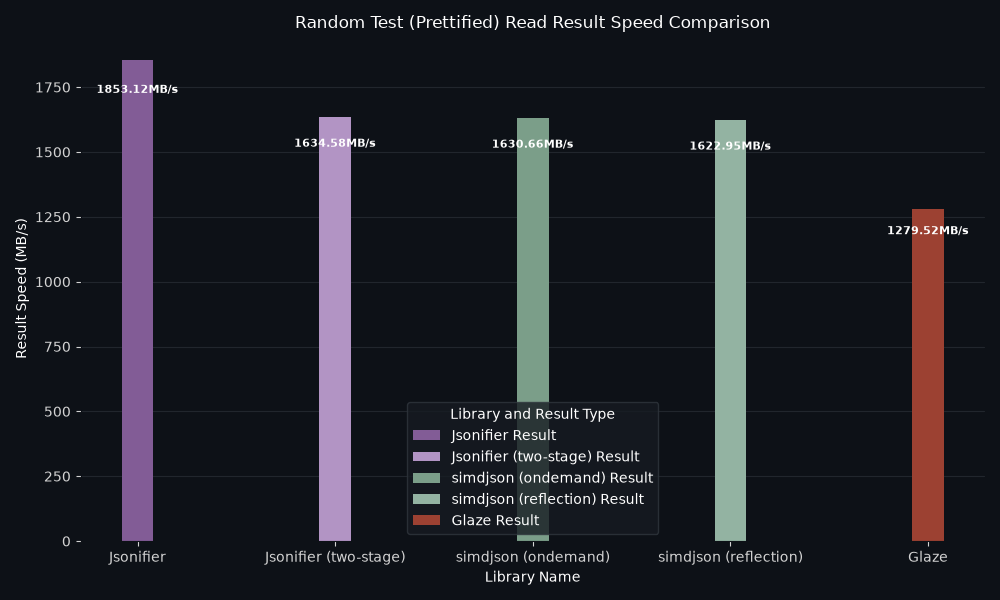 Random Test (Prettified) Read Result Speed Comparison
Result Speed (MB/s)
1750
1500
1250
1000
750
500
250
0
1853.12MB/s
1634.58MB/s
1630.66MB/s
1622.95MB/s
1279.52MB/s
Library and Result Type
Jsonifier Result
Jsonifier (two-stage) Result
simdjson (ondemand) Result
simdjson (reflection) Result
Glaze Result
Jsonifier
Jsonifier (two-stage)
simdjson (ondemand)
simdjson (reflection)
Glaze
Library Name